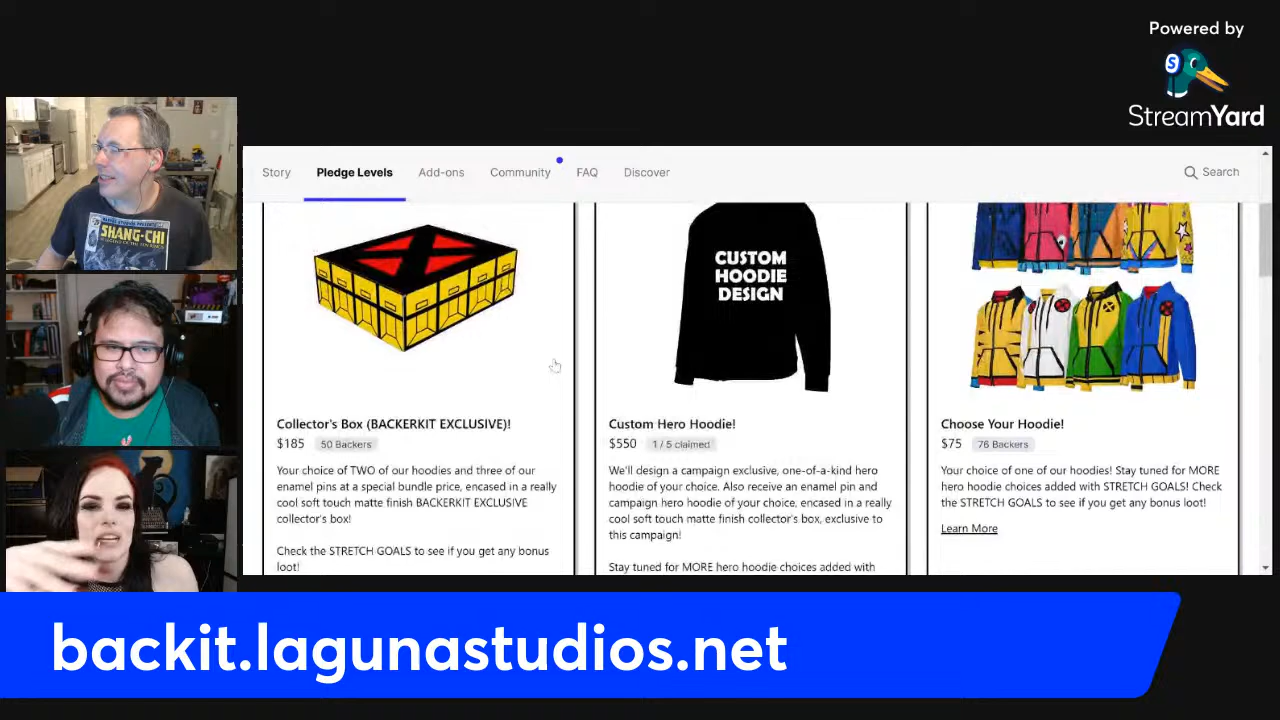 Powered by
StreamYard
SHANG-CHI
Story
Pledge Levels
Add-ons
Community
FAQ
Discover
Search
CUSTOM
HOODIE
DESIGN
Collector's Box (BACKERKIT EXCLUSIVE)!
$185 50 Backers
Your choice of TWO of our hoodies and three of our
enamel pins at a special bundle price, encased in a really
cool soft touch matte finish BACKERKIT EXCLUSIVE
collector's box!
Check the STRETCH GOALS to see if you get any bonus
loot!
Custom Hero Hoodie!
$550 1 / 5 claimed
We'll design a campaign exclusive, one-of-a-kind hero
hoodie of your choice. Also receive an enamel pin and
campaign hero hoodie of your choice, encased in a really
cool soft touch matte finish collector's box, exclusive to
this campaign!
Stay tuned for MORE hero hoodie choices added with
Choose Your Hoodie!
$75 76 Backers
Your choice of one of our hoodies! Stay tuned for MORE
hero hoodie choices added with STRETCH GOALS! Check
the STRETCH GOALS to see if you get any bonus loot!
Learn More
backit.lagunastudios.net